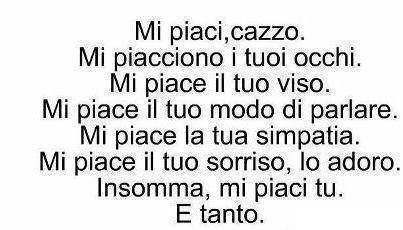 Mi piaci,cazzo.
Mi piacciono i tuoi occhi.
Mi piace il tuo viso.
Mi piace il tuo modo di parlare.
Mi piace la tua simpatia.
Mi piace il tuo sorriso, lo adoro.
Insomma, mi piaci tu.
E tanto.